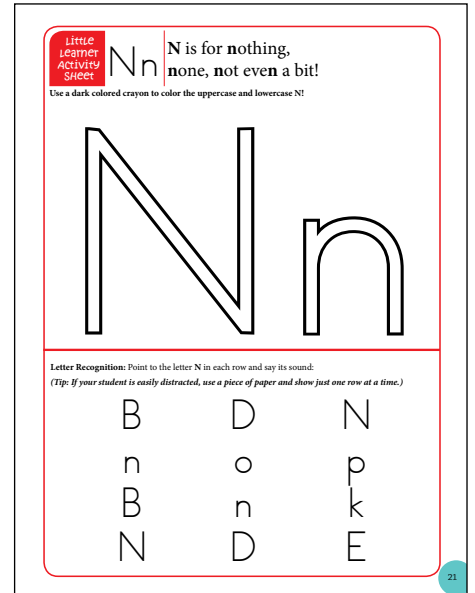 Little
Learner
Activity
Sheet
Nn
N is for nothing,
none, not even a bit!
Use a dark colored crayon to color the uppercase and lowercase N!
Nn
Letter Recognition: Point to the letter N in each row and say its sound:
(Tip: If your student is easily distracted, use a piece of paper and show just one row at a time.)
B D N
n o p
B n k
N D E
21